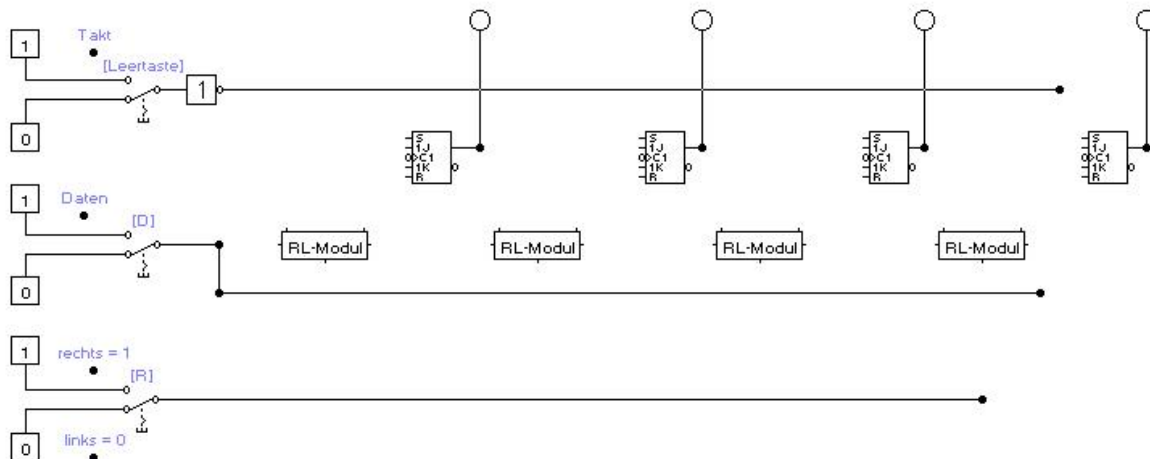 Takt
1
[Leertaste]
1
0
S
1J
C1
1K
R
S
1J
C1
1K
R
S
1J
C1
1K
R
S
1J
C1
1K
R
1
Daten
[D]
RL-Modul
RL-Modul
RL-Modul
RL-Modul
0
1
rechts = 1
[R]
0
links = 0